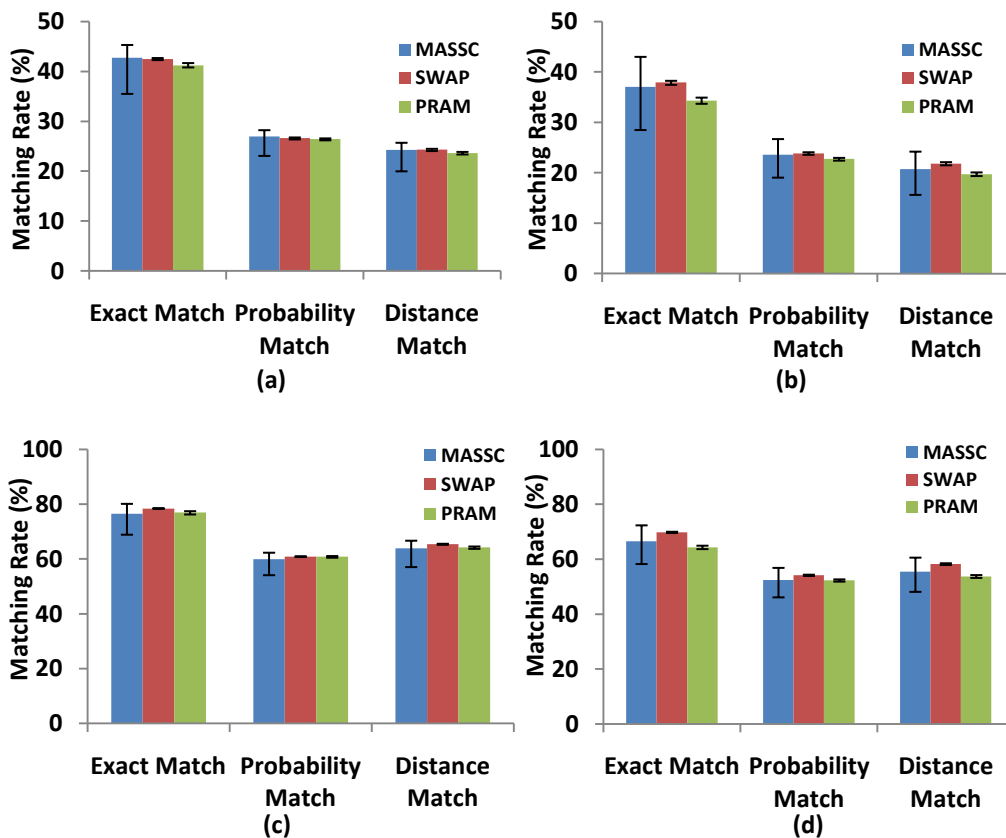 Matching Rate (%)
50
40
30
20
10
0
MASSC
SWAP
PRAM
Exact Match Probability Match Distance Match
(a)
Matching Rate (%)
50
40
30
20
10
0
MASSC
SWAP
PRAM
Exact Match Probability Match Distance Match
(b)
Matching Rate (%)
100
80
60
40
20
0
MASSC
SWAP
PRAM
Exact Match Probability Match Distance Match
(c)
Matching Rate (%)
100
80
60
40
20
0
MASSC
SWAP
PRAM
Exact Match Probability Match Distance Match
(d)